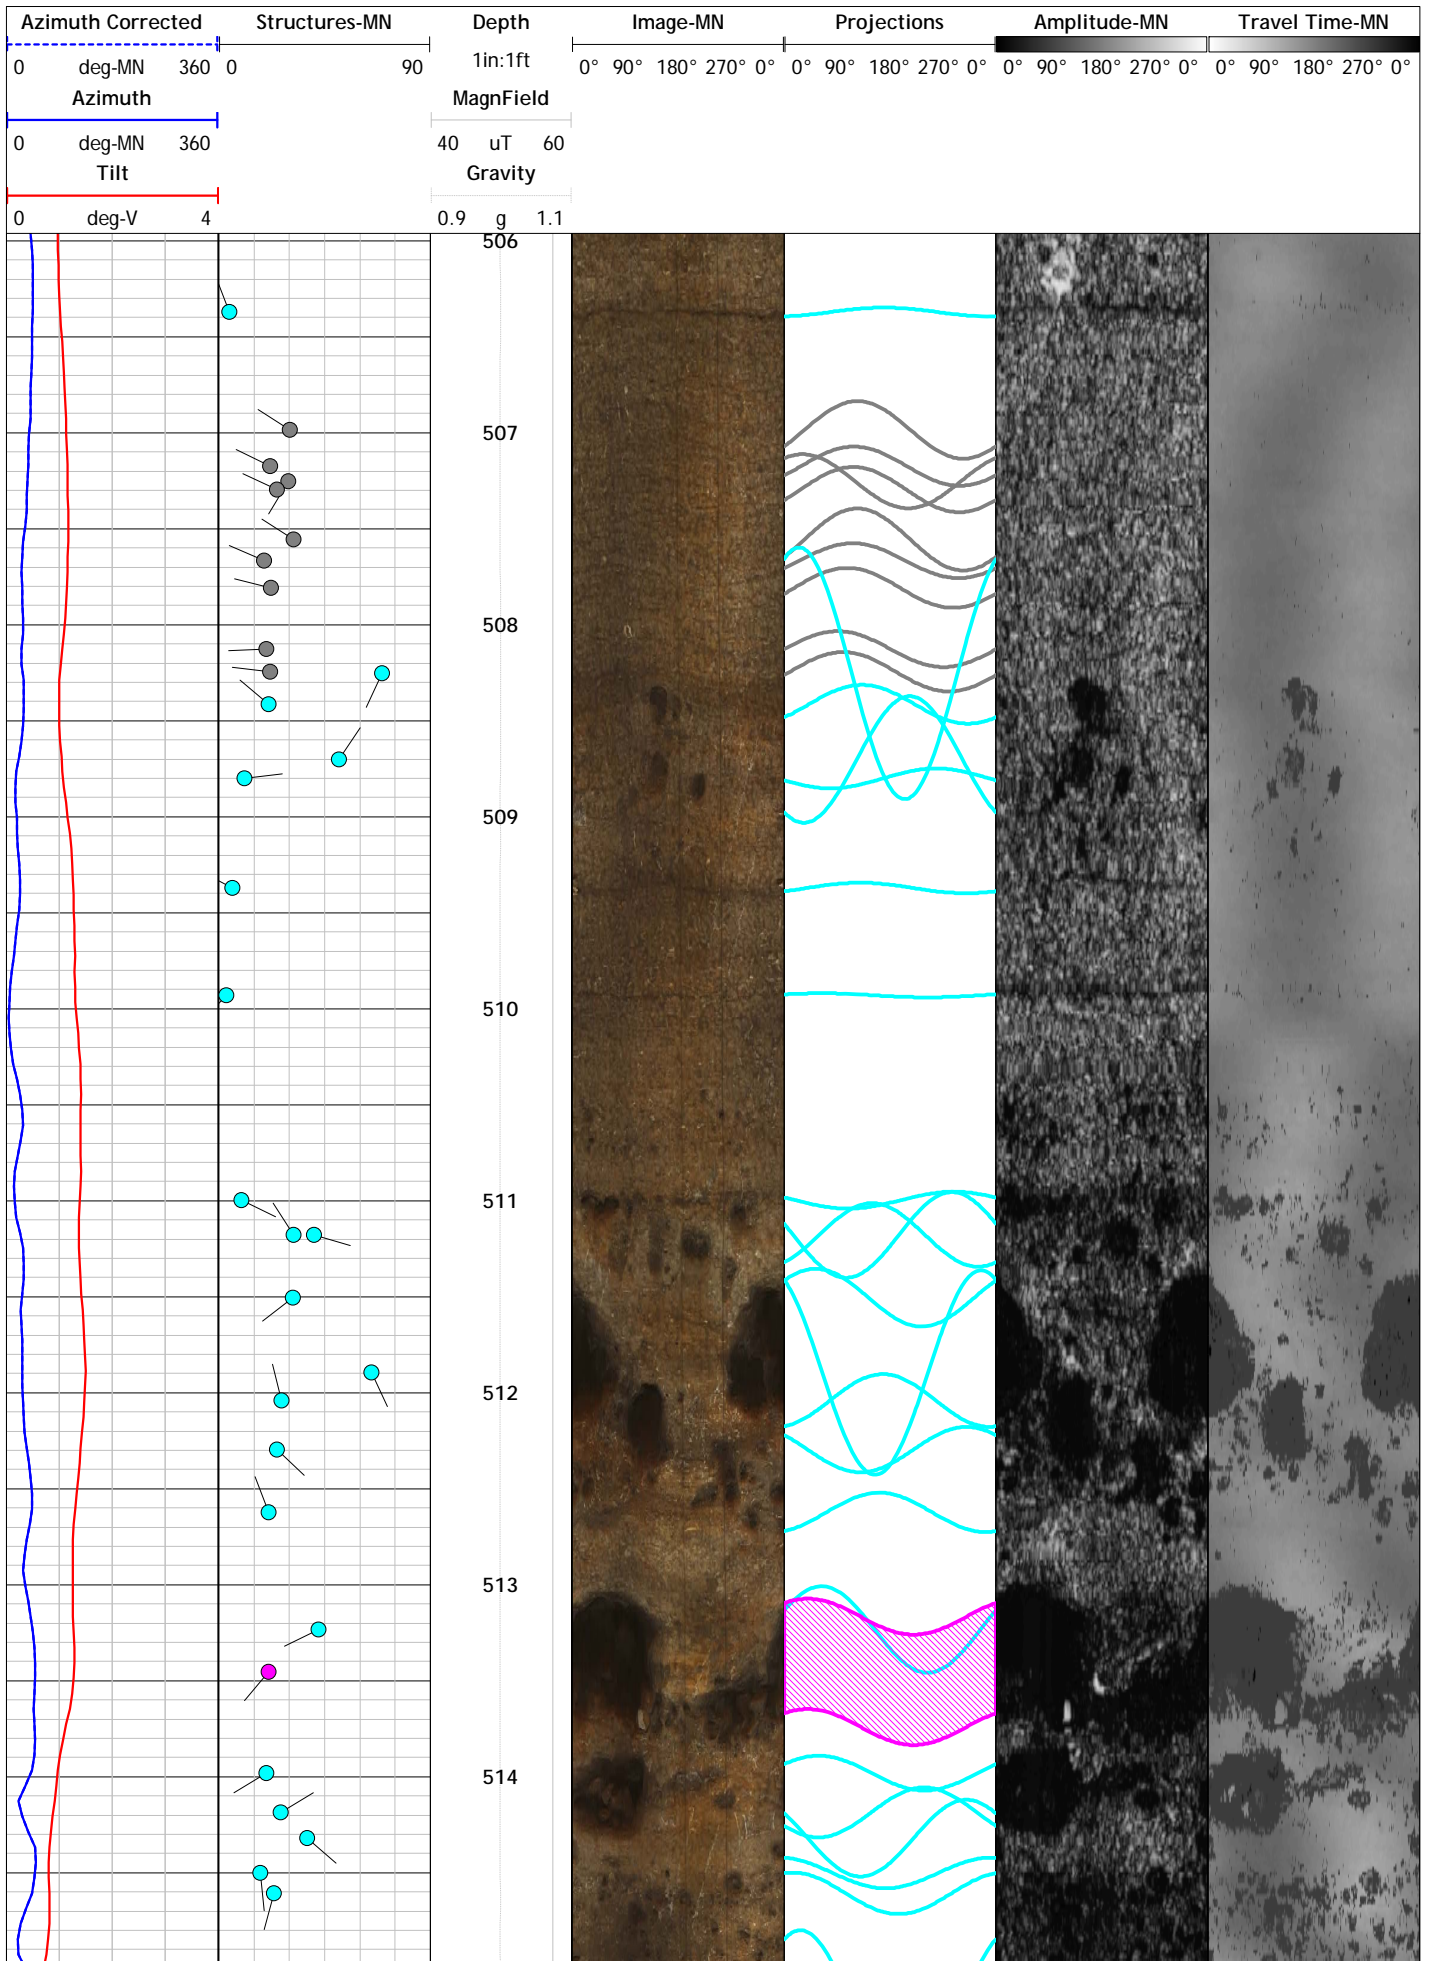 Azimuth Corrected Structures-MN Depth Image-MN Projections Amplitude-MN Travel Time-MN
0 deg-MN 360 0 90 1in:1ft 0° 90° 180° 270° 0° 0° 90° 180° 270° 0° 0° 90° 180° 270° 0° 0° 90° 180° 270° 0°
Azimuth MagnField
0 deg-MN 360 40 uT 60
Tilt Gravity
0 deg-V 4 0.9 g 1.1
506
507
508
509
510
511
512
513
514